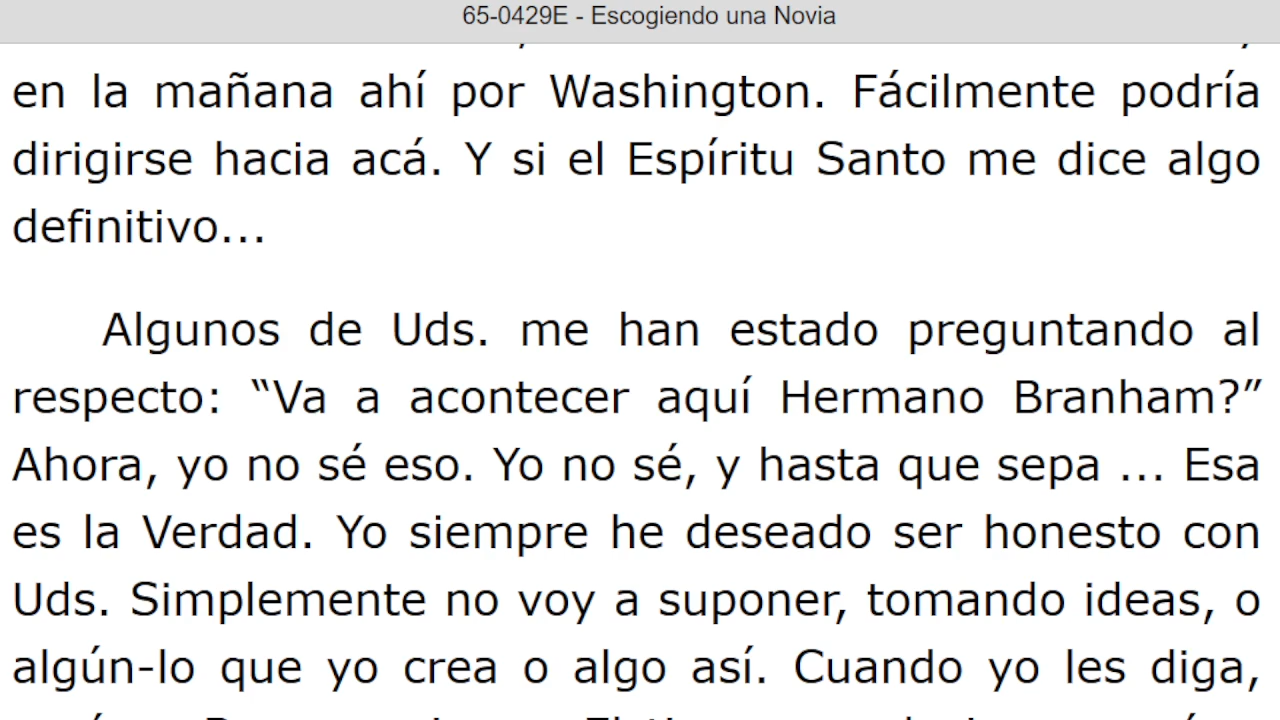 65-0429E - Escogiendo una Novia
en la mañana ahí por Washington. Fácilmente podría
dirigirse hacia acá. Y si el Espíritu Santo me dice algo
definitivo...
Algunos de Uds. me han estado preguntando al
respecto: “Va a acontecer aquí Hermano Branham?”
Ahora, yo no sé eso. Yo no sé, y hasta que sepa ... Esa
es la Verdad. Yo siempre he deseado ser honesto con
Uds. Simplemente no voy a suponer, tomando ideas, o
algún-lo que yo crea o algo así. Cuando yo les diga,